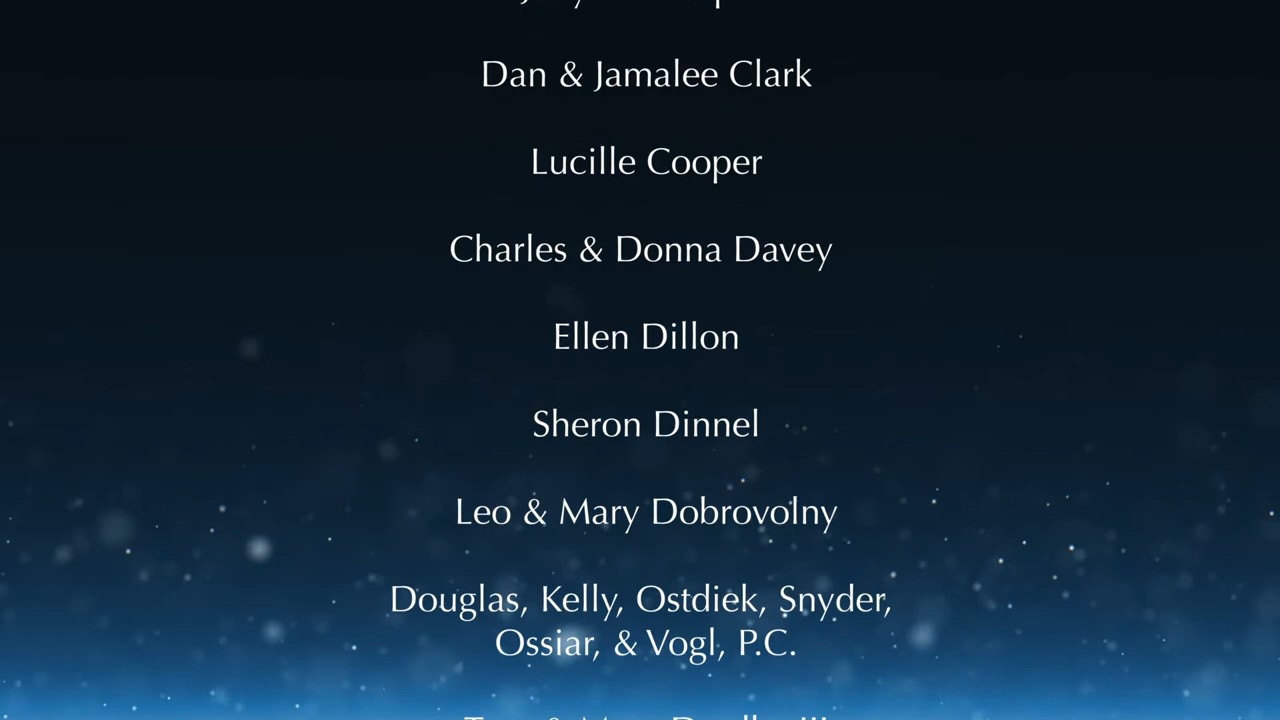 Dan & Jamalee Clark
Lucille Cooper
Charles & Donna Davey
Ellen Dillon
Sheron Dinnel
Leo & Mary Dobrovolny
Douglas, Kelly, Ostdiek, Snyder,
Ossiar, & Vogl, P.C.